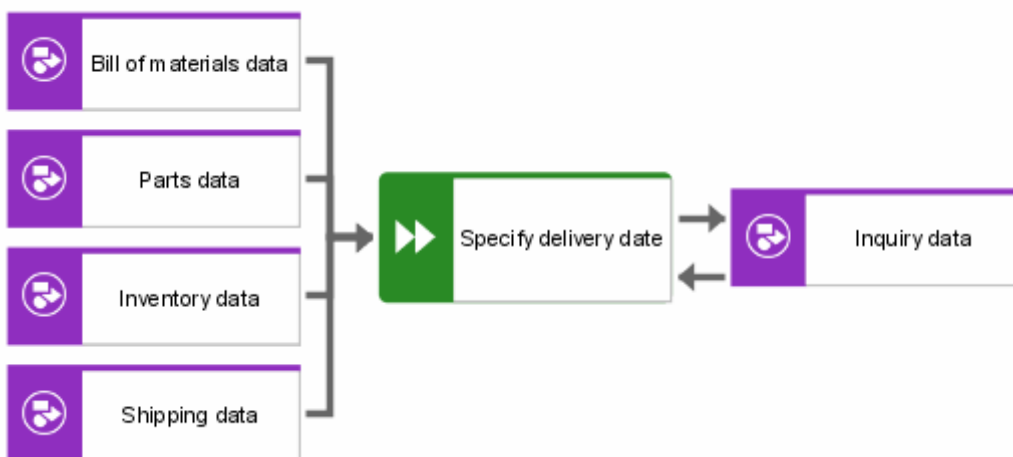 Bill of materials data
Parts data
Specify delivery date
Inquiry data
Inventory data
Shipping data